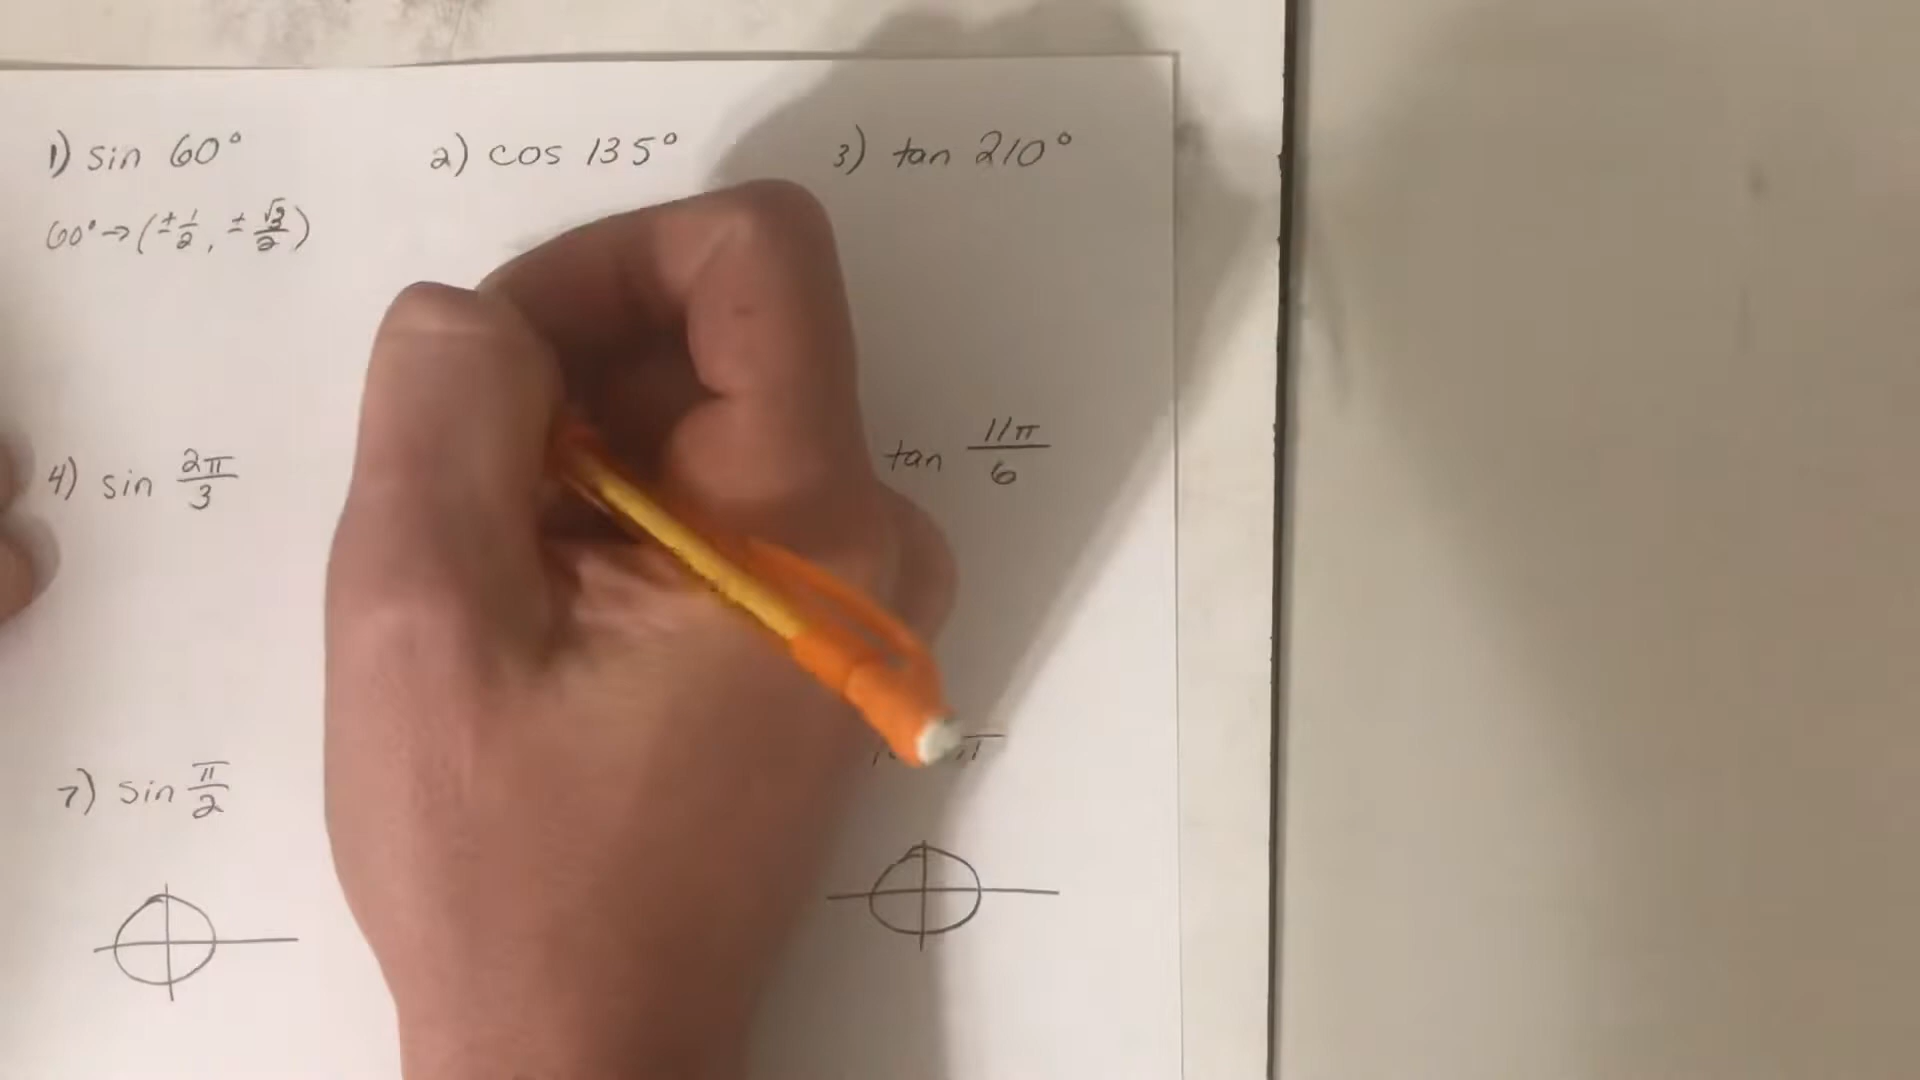 1) sin 60°
2) cos 135°
3) tan 210°
60° → (± 1/2, ± √3/2)
4) sin 2π/3
tan 11π/6
7) sin π/2
π